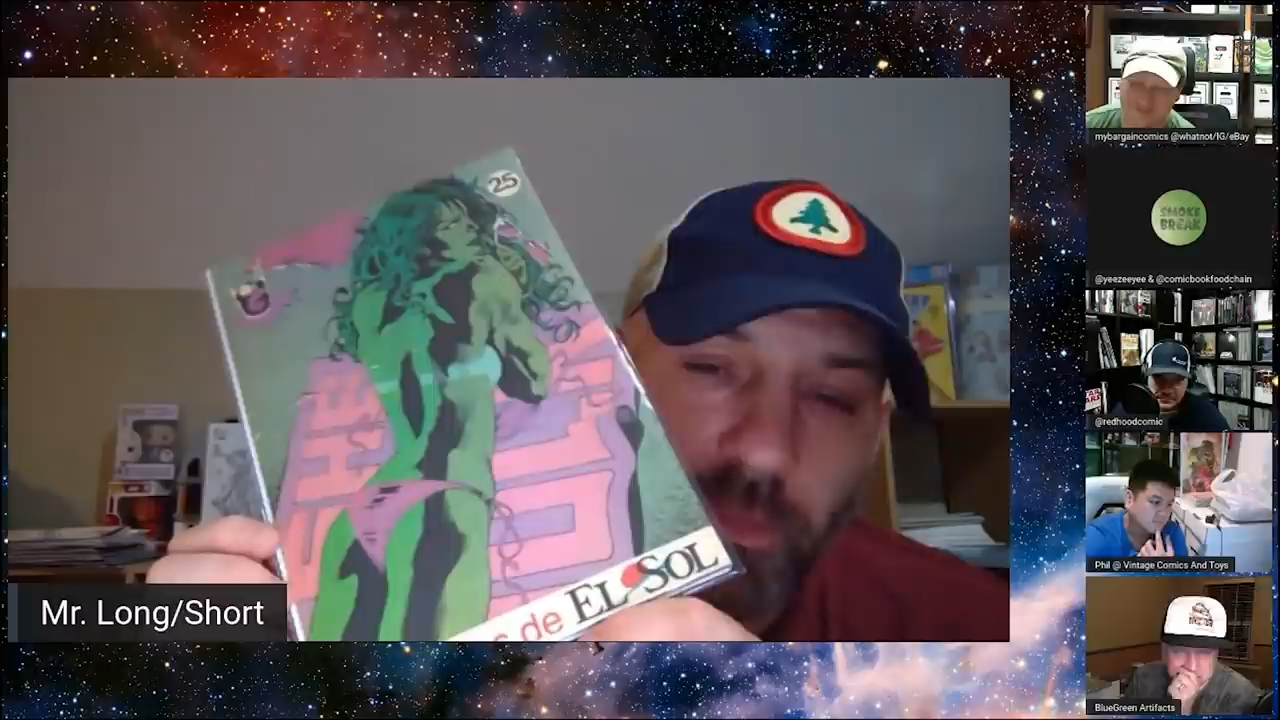 25
s de EL SOL
Mr. Long/Short
mybargaincomics @whatnot/IG/eBay
SMOKE
BREAK
@yeezeeyee & @comicbookfoodchain
@redhoodcomic
Phil @ Vintage Comics And Toys
BlueGreen Artifacts